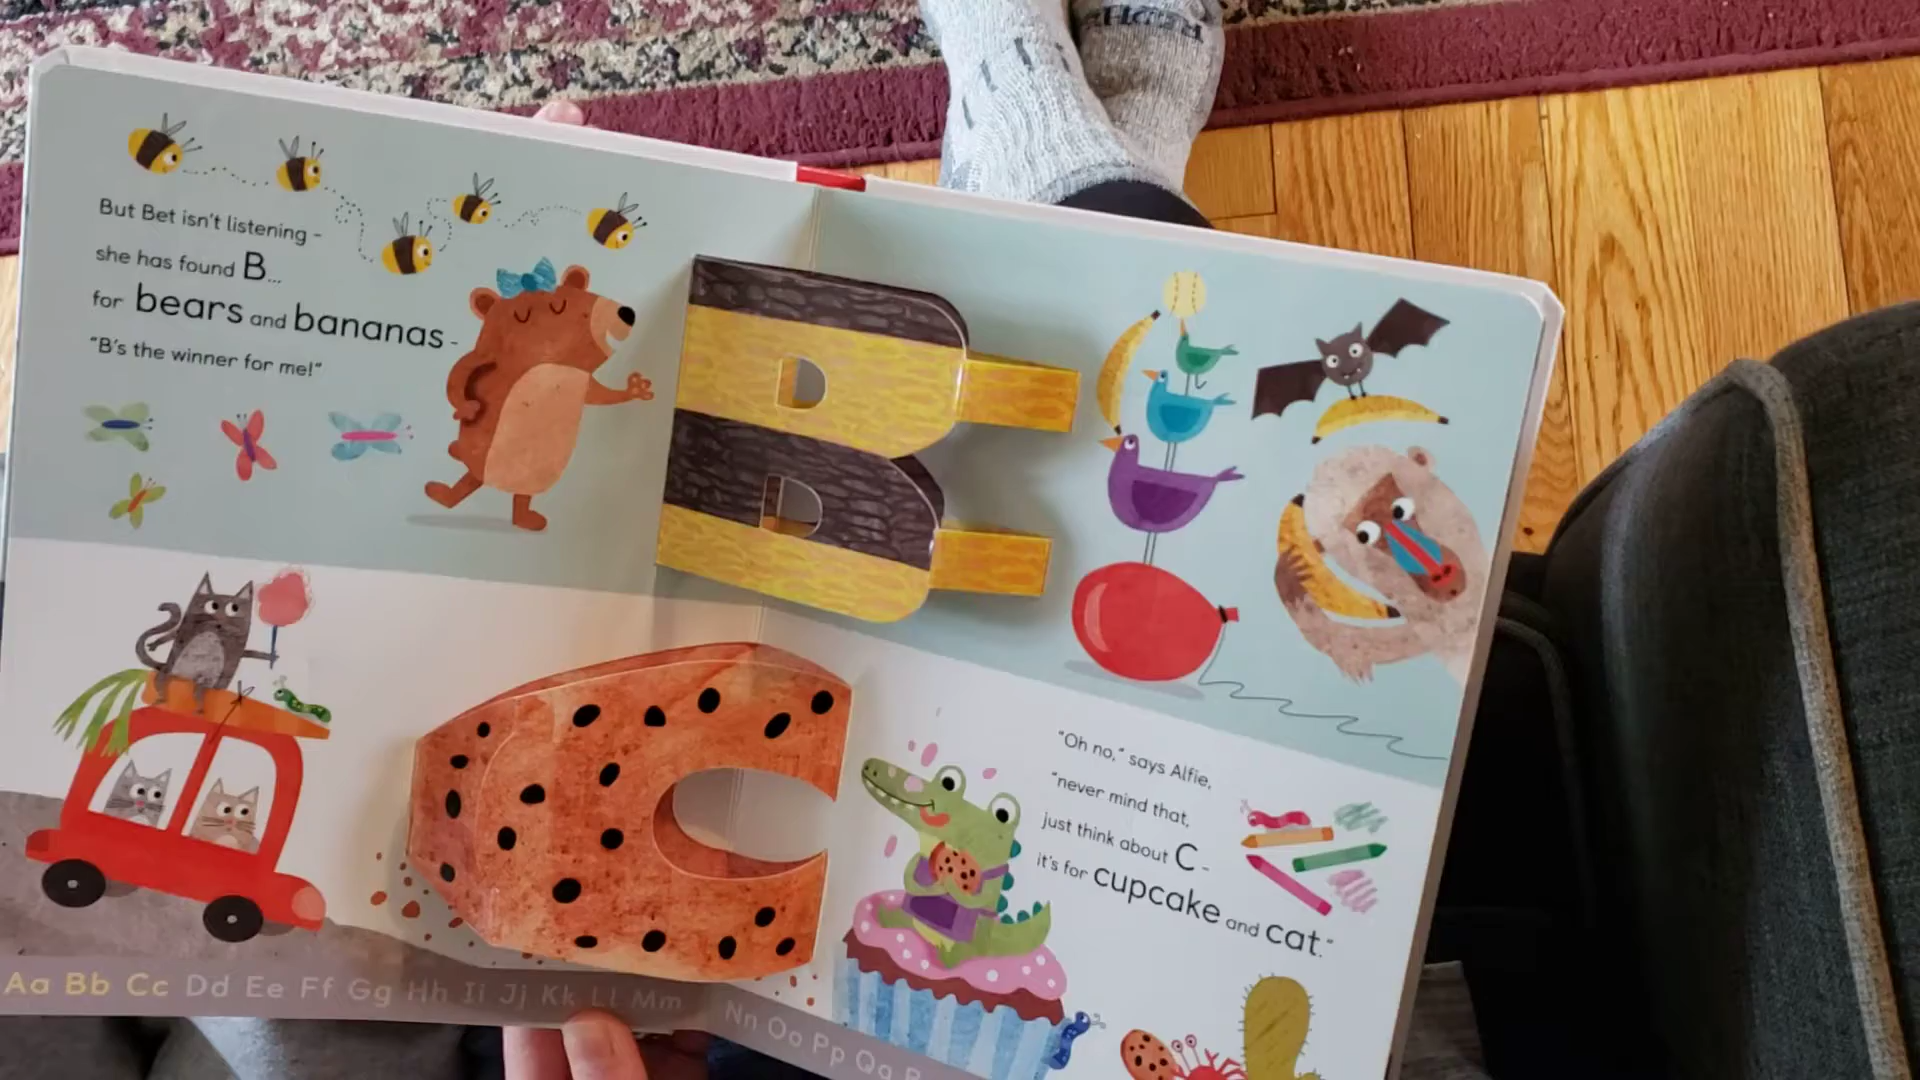 But Bet isn't listening -
she has found B...
for bears and bananas -
"B's the winner for me!"
B
C
"Oh no," says Alfie,
"never mind that,
just think about C -
it's for cupcake and cat."
Aa Bb Cc Dd Ee Ff Gg Hh Ii Jj Kk Ll Mm
Nn Oo Pp Qq